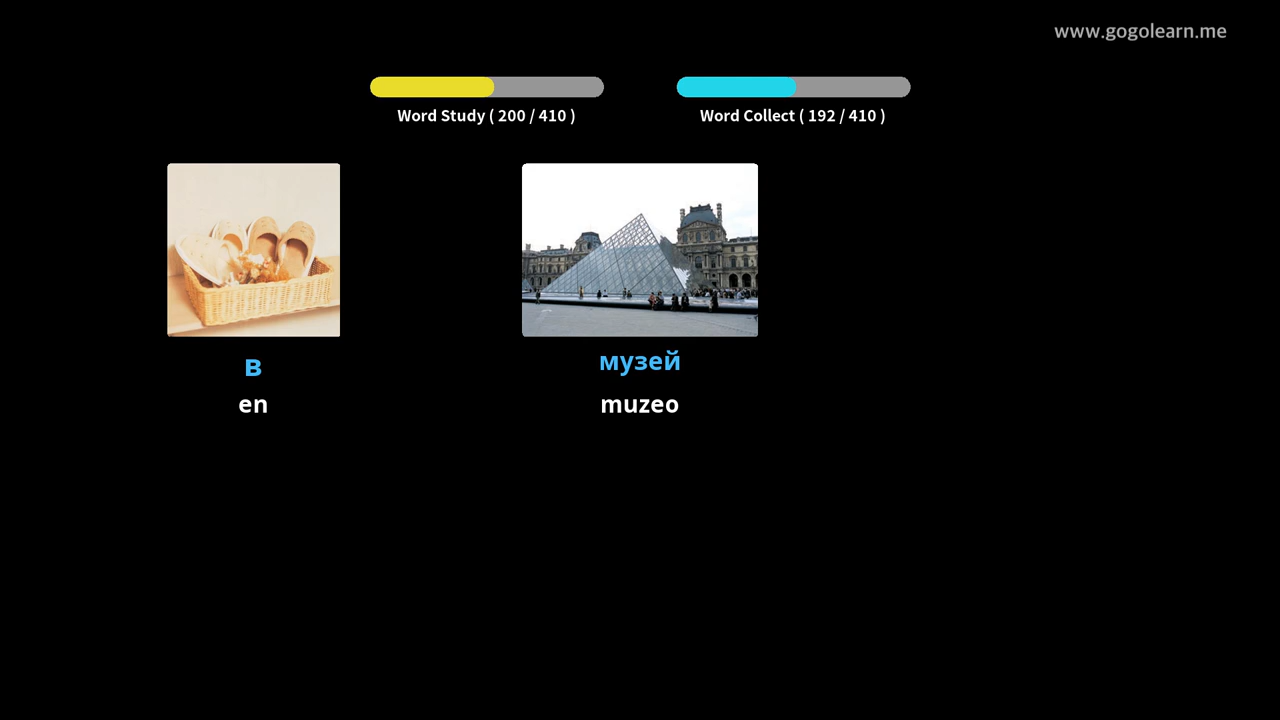 www.gogolearn.me
Word Study ( 200 / 410 )
Word Collect ( 192 / 410 )
в
en
музей
muzeo